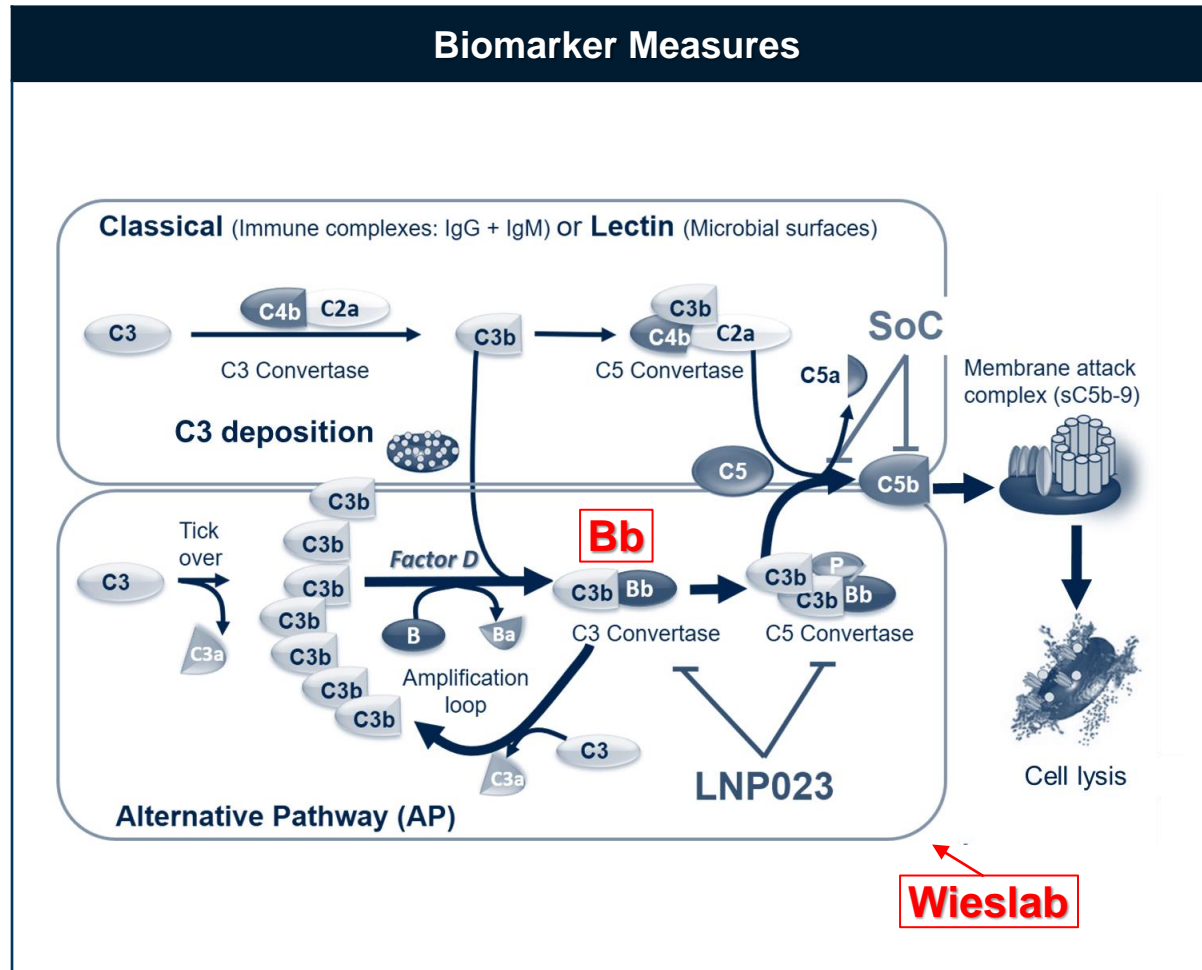 Biomarker Measures
Classical (Immune complexes: IgG + IgM) or Lectin (Microbial surfaces)
C3
C4b
C2a
C3 Convertase
C3b
C3b
C4b
C2a
C5 Convertase
SoC
C5a
Membrane attack
complex (sC5b-9)
C3 deposition
C5
C5b
C3b
Tick
over
C3
C3a
C3b
C3b
C3b
C3b
C3b
C3b
Factor D
B
Ba
Bb
C3b
Bb
C3 Convertase
C3b
P
C3b
Bb
C5 Convertase
Amplification
loop
C3a
C3
LNP023
Cell lysis
Alternative Pathway (AP)
Wieslab